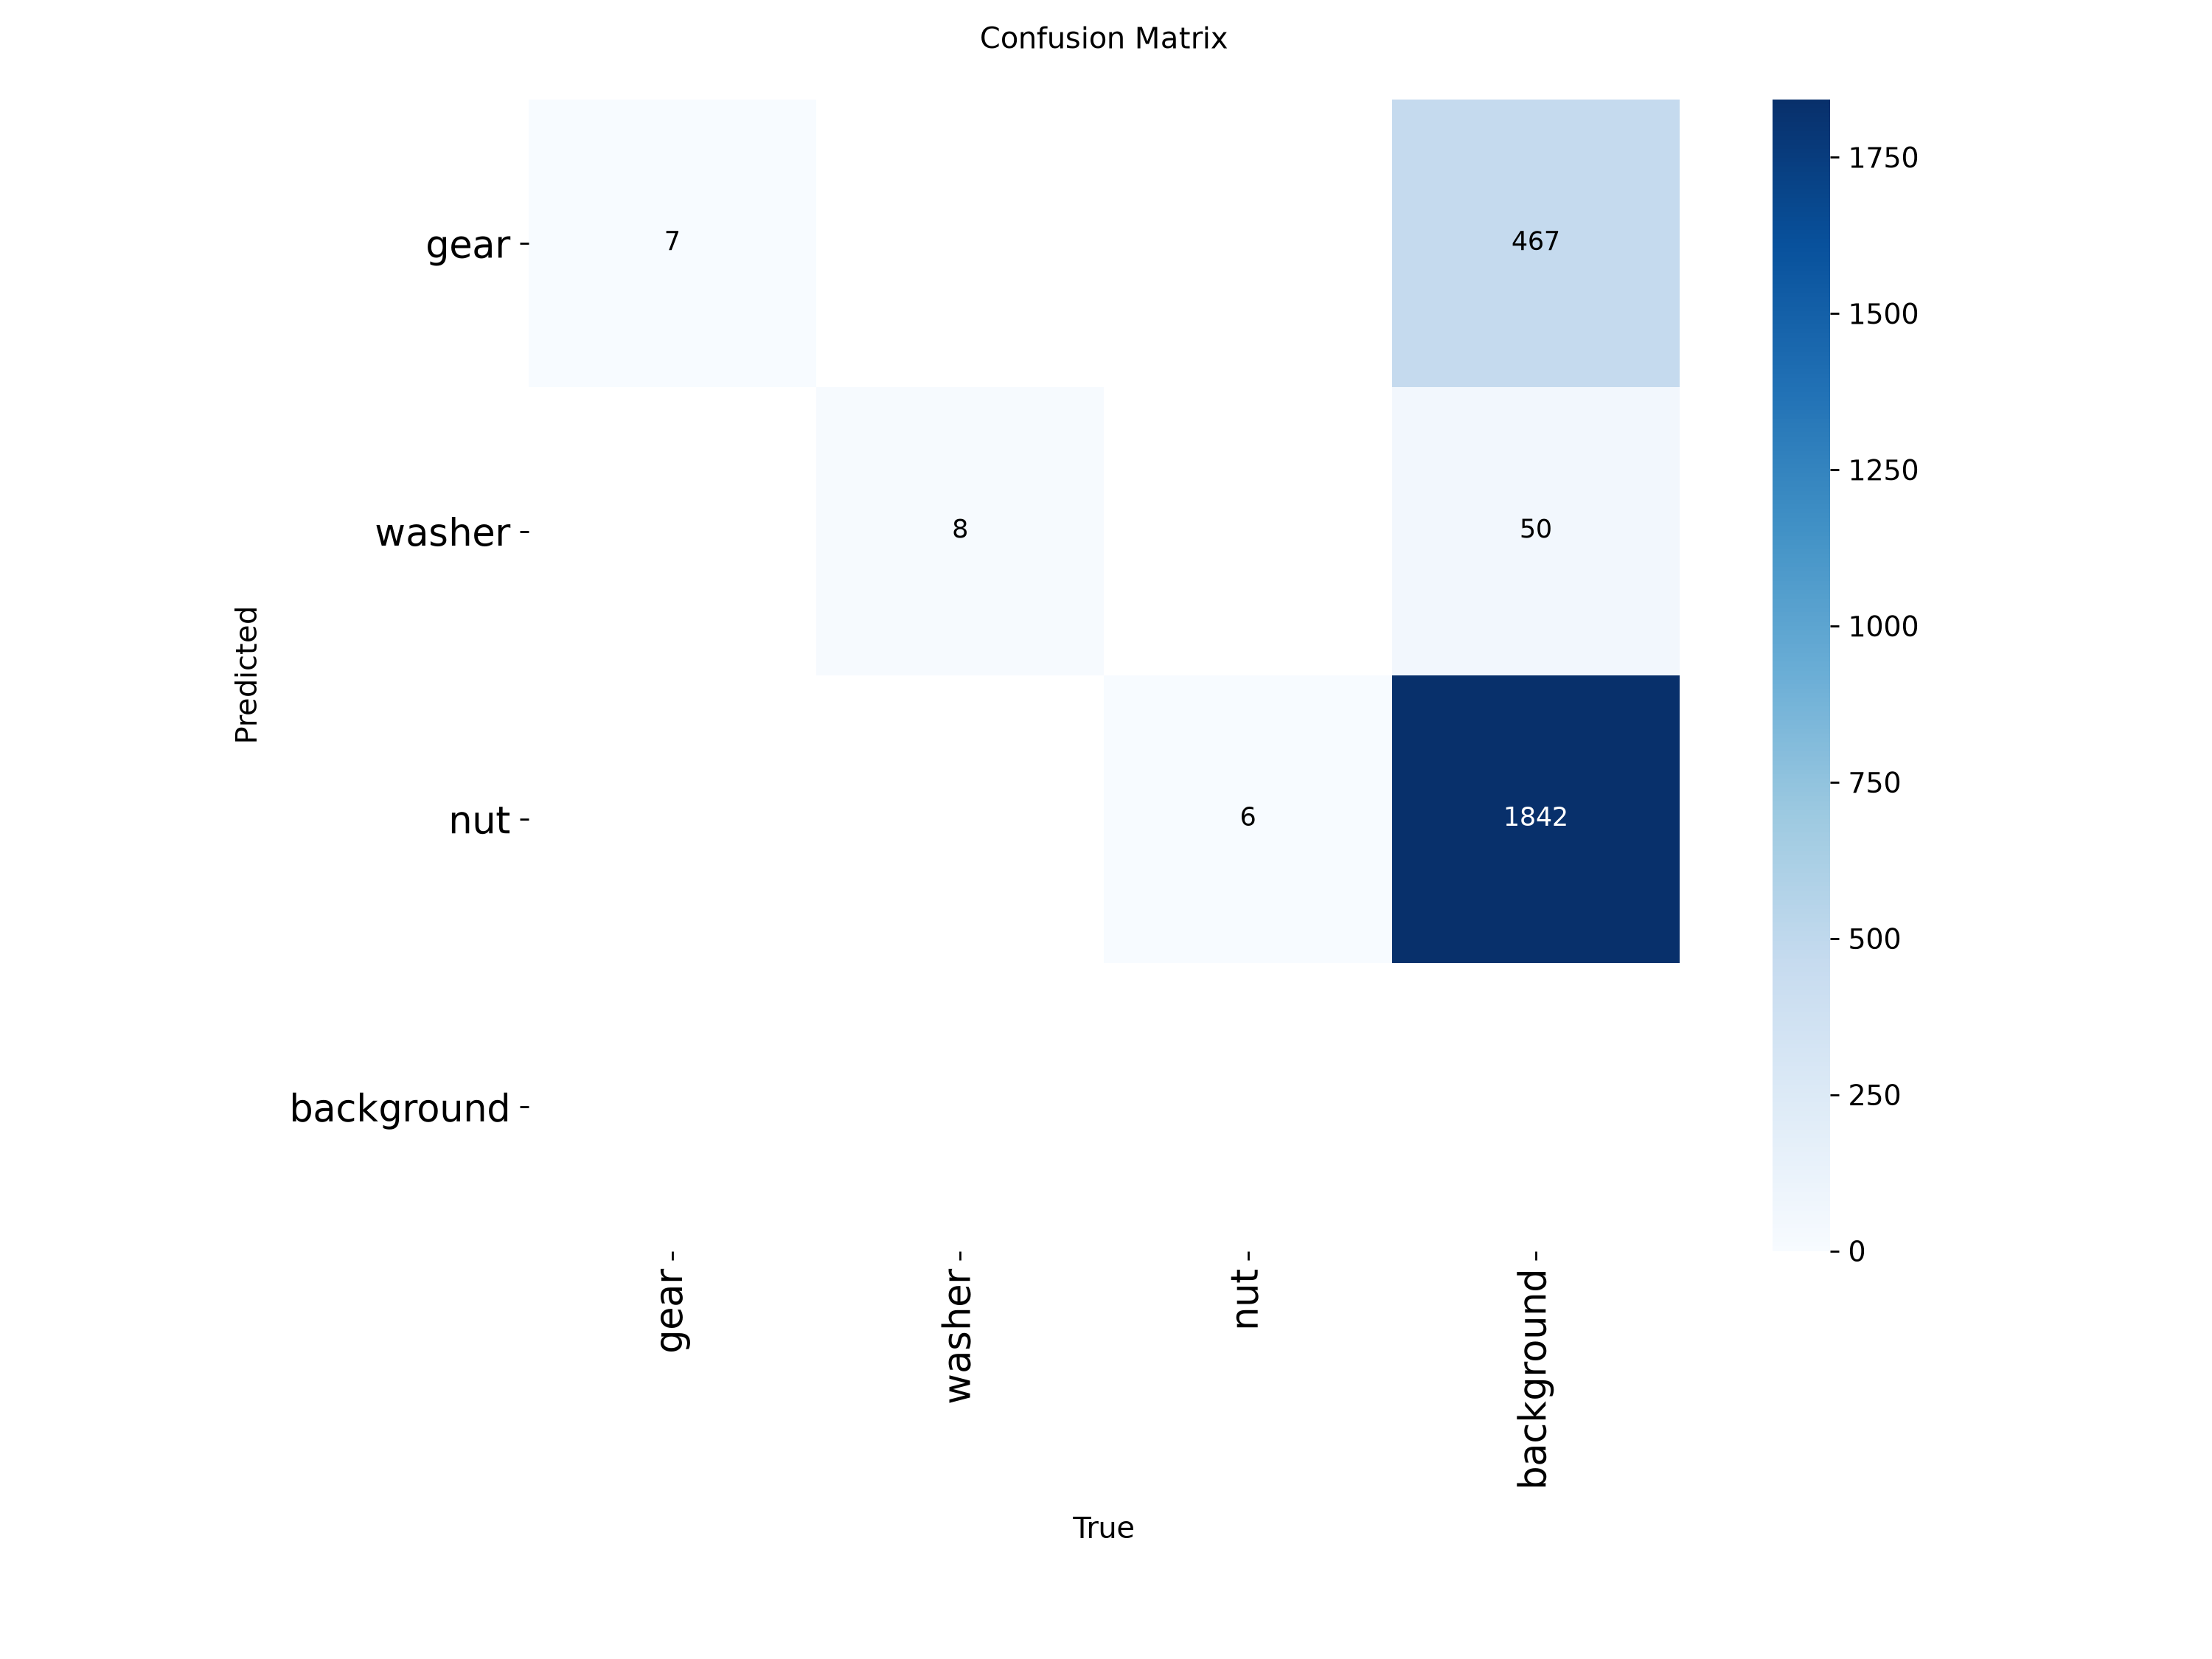 Confusion Matrix
gear
7
467
washer
8
50
nut
6
1842
background
Predicted
gear
washer
nut
background
True
1750
1500
1250
1000
750
500
250
0